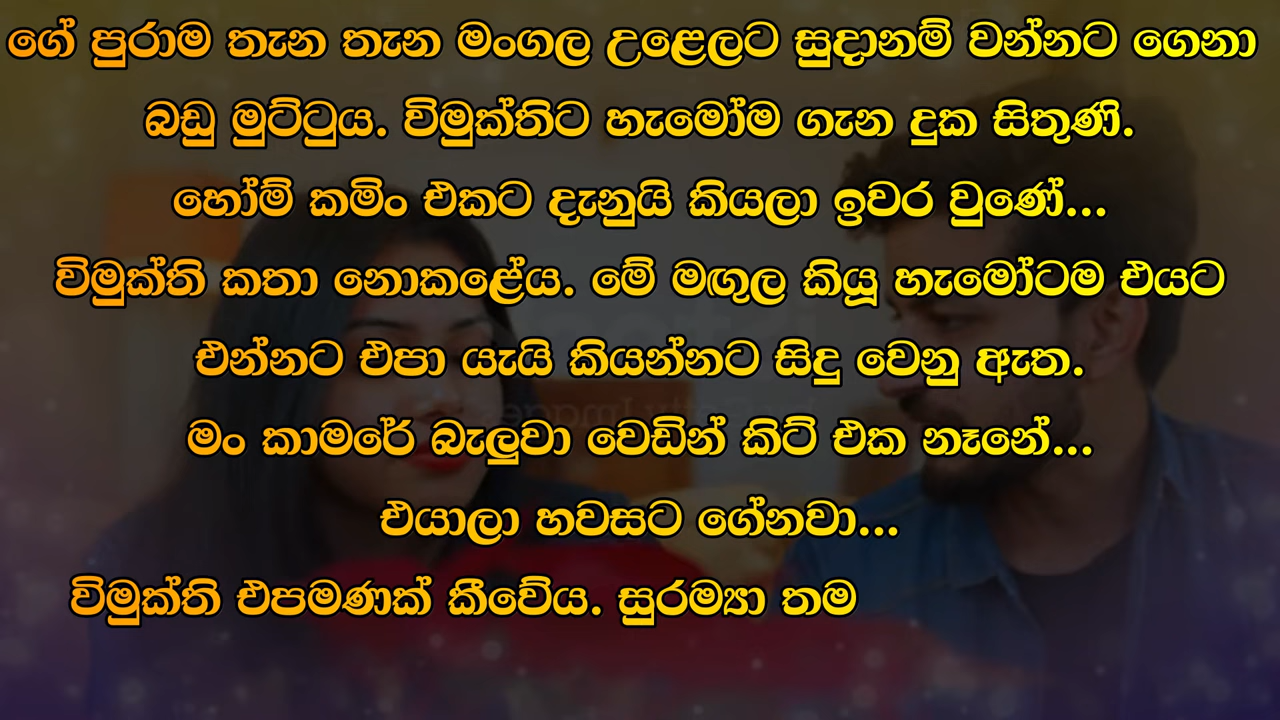 ගේ පුරාම තැන තැන මංගල උළෙලට සුදානම් වන්නට ගෙනා
බඩු මුට්ටුය. විමුක්තිට හැමෝම ගැන දුක සිතුණි.
හෝම් කමිං එකට දැනුයි කියලා ඉවර වුණේ...
විමුක්ති කතා නොකළේය. මේ මඟුල කියූ හැමෝටම එයට
එන්නට එපා යැයි කියන්නට සිදු වෙනු ඇත.
මං කාමරේ බැලුවා වෙඩින් කිට් එක නෑනේ...
එයාලා හවසට ගේනවා...
විමුක්ති එපමණක් කීවේය. සුරම්‍යා තම